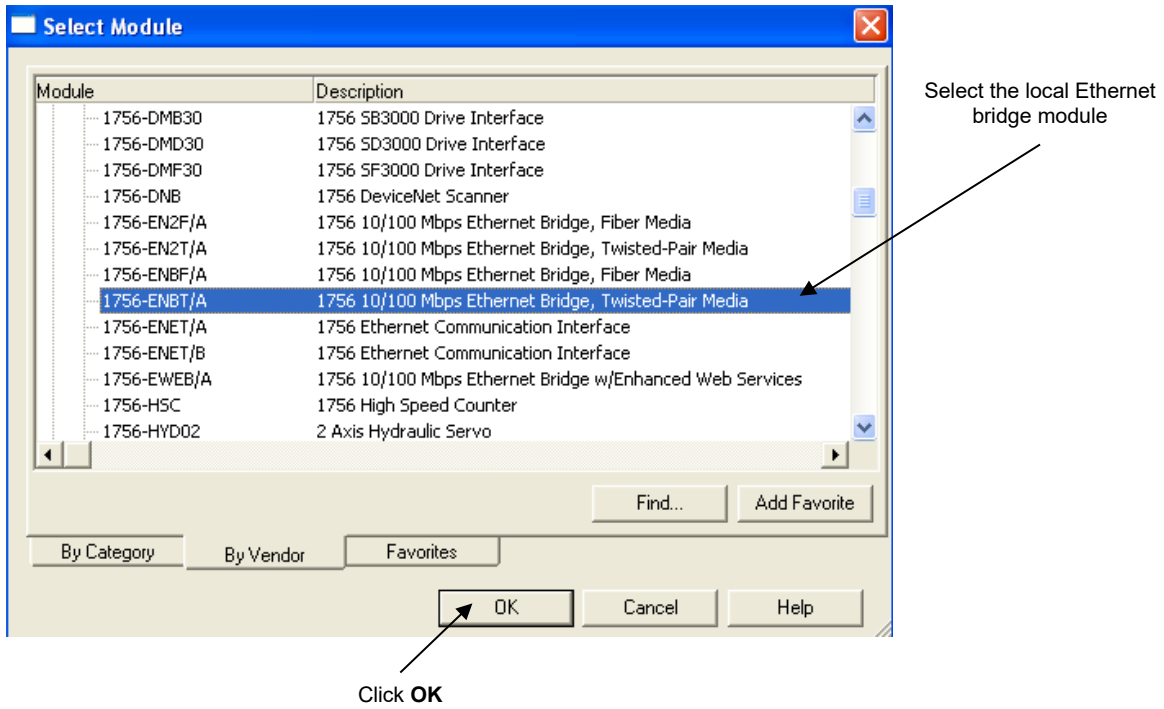 Select Module
Module Description
1756-DMB30 1756 SB3000 Drive Interface
1756-DMD30 1756 SD3000 Drive Interface
1756-DMF30 1756 SF3000 Drive Interface
1756-DNB 1756 DeviceNet Scanner
1756-EN2F/A 1756 10/100 Mbps Ethernet Bridge, Fiber Media
1756-EN2T/A 1756 10/100 Mbps Ethernet Bridge, Twisted-Pair Media
1756-ENBF/A 1756 10/100 Mbps Ethernet Bridge, Fiber Media
1756-ENBT/A 1756 10/100 Mbps Ethernet Bridge, Twisted-Pair Media
1756-ENET/A 1756 Ethernet Communication Interface
1756-ENET/B 1756 Ethernet Communication Interface
1756-EWEB/A 1756 10/100 Mbps Ethernet Bridge w/Enhanced Web Services
1756-HSC 1756 High Speed Counter
1756-HYD02 2 Axis Hydraulic Servo
Find... Add Favorite
By Category By Vendor Favorites
OK Cancel Help
Select the local Ethernet
bridge module
Click OK